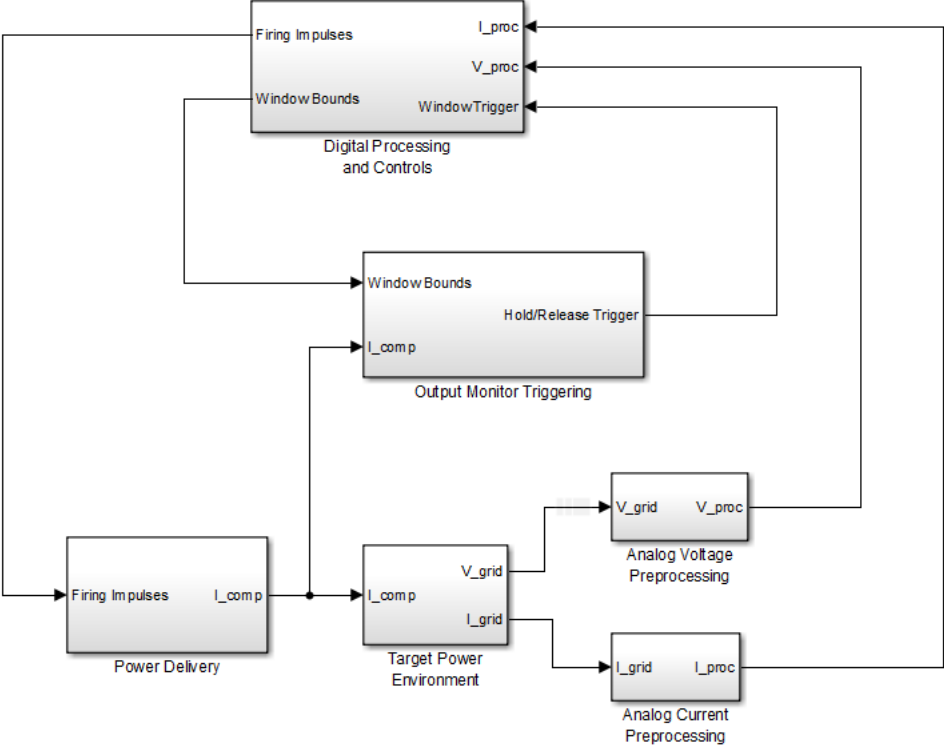 Firing Impulses
I_proc
V_proc
Window Bounds
WindowTrigger
Digital Processing
and Controls
Window Bounds
Hold/Release Trigger
I_comp
Output Monitor Triggering
V_grid
V_proc
Analog Voltage
Preprocessing
Firing Impulses
I_comp
Power Delivery
V_grid
I_comp
I_grid
Target Power
Environment
I_grid
I_proc
Analog Current
Preprocessing